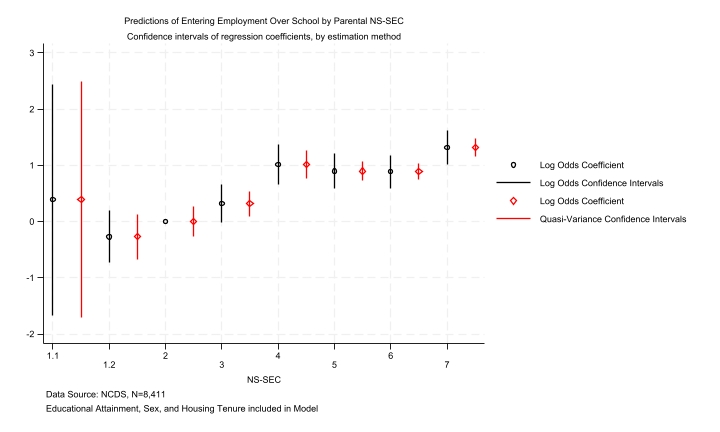 Predictions of Entering Employment Over School by Parental NS-SEC
Confidence intervals of regression coefficients, by estimation method
3
2
1
0
-1
-2
1.1
1.2
2
3
4
5
6
7
NS-SEC
Log Odds Coefficient
Log Odds Confidence Intervals
Log Odds Coefficient
Quasi-Variance Confidence Intervals
Data Source: NCDS, N=8,411
Educational Attainment, Sex, and Housing Tenure included in Model